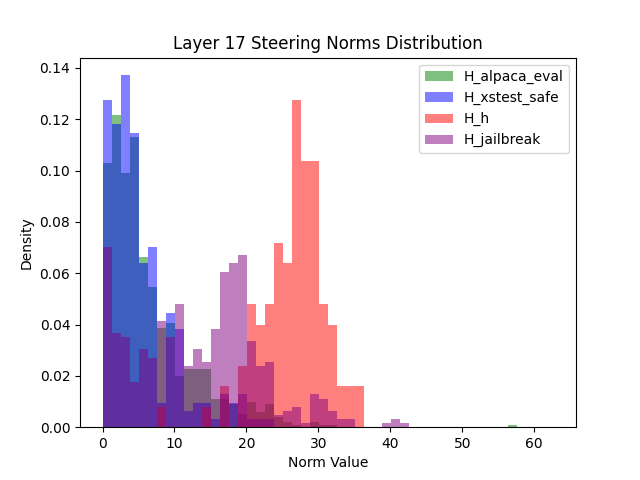 Layer 17 Steering Norms Distribution
H_alpaca_eval
H_xstest_safe
H_h
H_jailbreak
0.14
0.12
0.10
0.08
0.06
0.04
0.02
0.00
Density
0 10 20 30 40 50 60
Norm Value